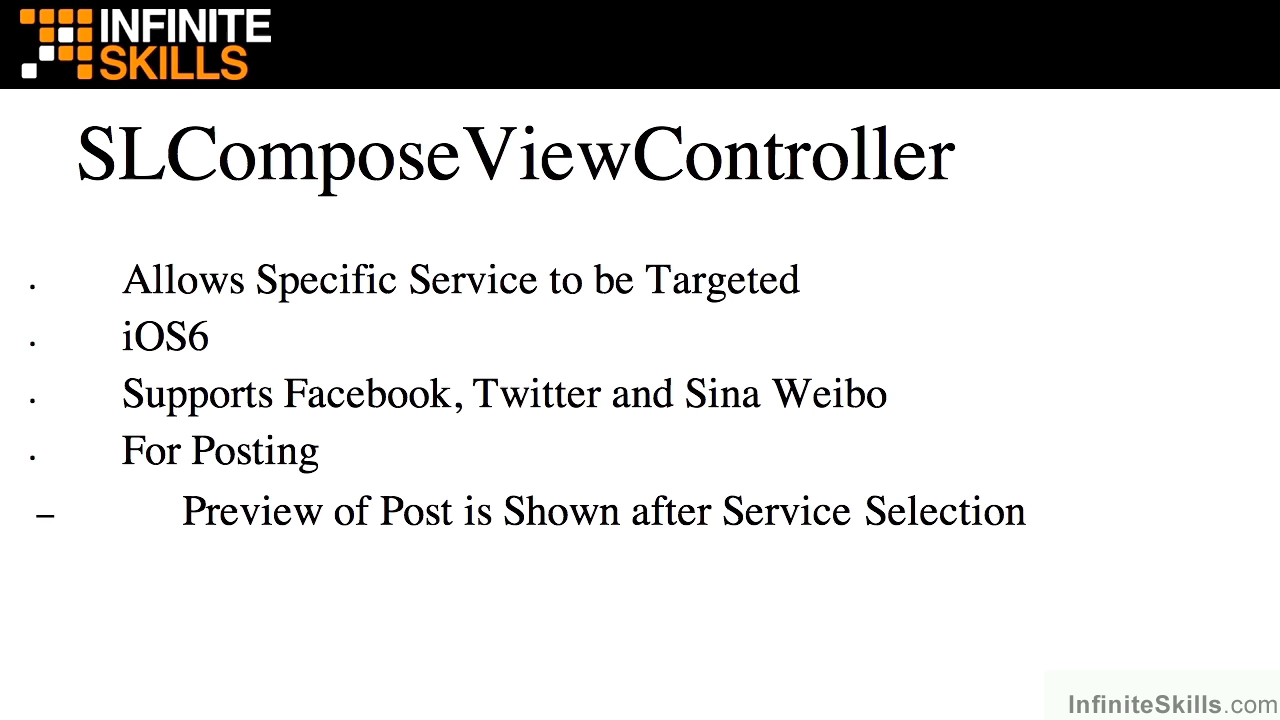 INFINITE
SKILLS
SLComposeViewController
· Allows Specific Service to be Targeted
· iOS6
· Supports Facebook, Twitter and Sina Weibo
· For Posting
– Preview of Post is Shown after Service Selection
InfiniteSkills.com